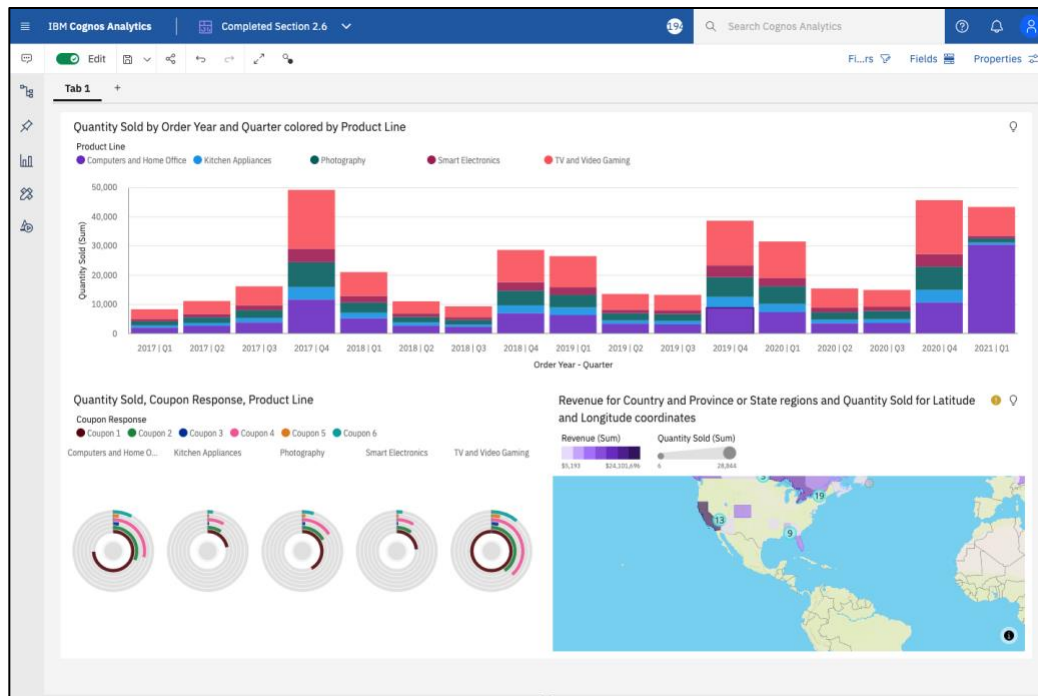 IBM Cognos Analytics
Completed Section 2.6
194
Search Cognos Analytics
Edit
Fi...rs
Fields
Properties
Tab 1
+
Quantity Sold by Order Year and Quarter colored by Product Line
Product Line
Computers and Home Office Kitchen Appliances Photography Smart Electronics TV and Video Gaming
50,000
40,000
30,000
20,000
10,000
0
Quantity Sold (Sum)
2017 | Q1 2017 | Q2 2017 | Q3 2017 | Q4 2018 | Q1 2018 | Q2 2018 | Q3 2018 | Q4 2019 | Q1 2019 | Q2 2019 | Q3 2019 | Q4 2020 | Q1 2020 | Q2 2020 | Q3 2020 | Q4 2021 | Q1
Order Year - Quarter
Quantity Sold, Coupon Response, Product Line
Coupon Response
Coupon 1 Coupon 2 Coupon 3 Coupon 4 Coupon 5 Coupon 6
Computers and Home O... Kitchen Appliances Photography Smart Electronics TV and Video Gaming
Revenue for Country and Province or State regions and Quantity Sold for Latitude
and Longitude coordinates
Revenue (Sum) Quantity Sold (Sum)
$5,193 $24,101,696 6 28,844
19
13
9